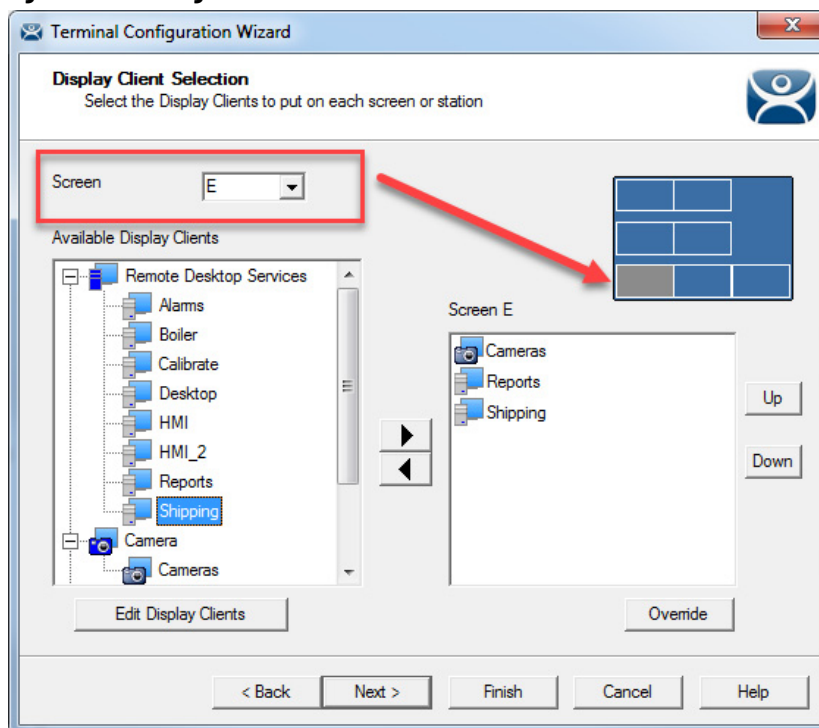 Terminal Configuration Wizard
Display Client Selection
Select the Display Clients to put on each screen or station
Screen
E
Available Display Clients
Remote Desktop Services
Alarms
Boiler
Calibrate
Desktop
HMI
HMI_2
Reports
Shipping
Camera
Cameras
Edit Display Clients
Screen E
Cameras
Reports
Shipping
Up
Down
Override
< Back
Next >
Finish
Cancel
Help